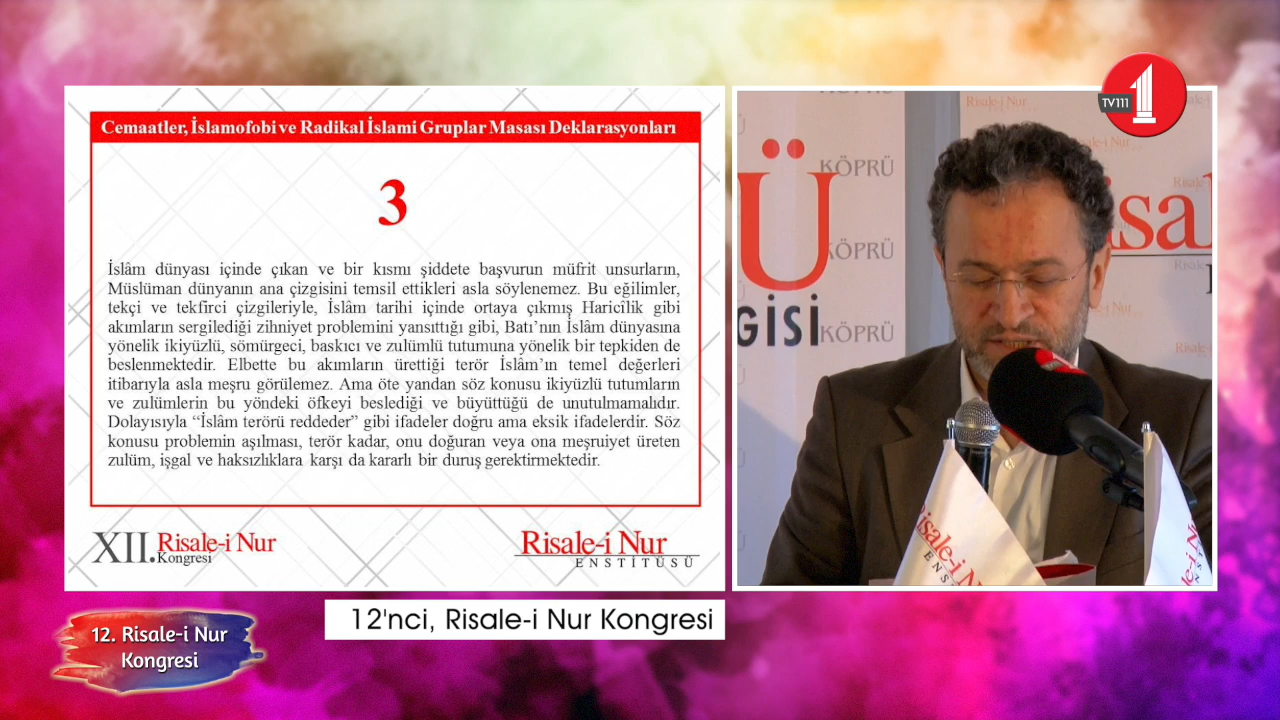 Cemaatler, İslamofobi ve Radikal İslami Gruplar Masası Deklarasyonları
3
İslâm dünyası içinde çıkan ve bir kısmı şiddete başvurun müfrit unsurların,
Müslüman dünyanın ana çizgisini temsil ettikleri asla söylenemez. Bu eğilimler,
tekçi ve tekfirci çizgileriyle, İslâm tarihi içinde ortaya çıkmış Haricîlik gibi
akımların sergilediği zihniyet problemini yansıttığı gibi, Batı’nın İslâm dünyasına
yönelik ikiyüzlü, sömürgeci, baskıcı ve zulümlü tutumuna yönelik bir tepkiden de
beslenmektedir. Elbette bu akımların ürettiği terör İslâm’ın temel değerleri
itibarıyla asla meşru görülemez. Ama öte yandan söz konusu ikiyüzlü tutumların
ve zulümlerin bu yöndeki öfkeyi beslediği ve büyüttüğü de unutulmamalıdır.
Dolayısıyla “İslâm terörü reddeder” gibi ifadeler doğru ama eksik ifadelerdir. Söz
konusu problemin aşılması, terör kadar, onu doğuran veya ona meşruiyet üreten
zulüm, işgal ve haksızlıklara karşı da kararlı bir duruş gerektirmektedir.
XII. Risale-i Nur
Kongresi
Risale-i Nur
ENSTİTÜSÜ
12'nci, Risale-i Nur Kongresi
12. Risale-i Nur
Kongresi
TV111
1
Risale-i Nur
KÖPRÜ
KÖPRÜ
KÖPRÜ
Risale-i Nur